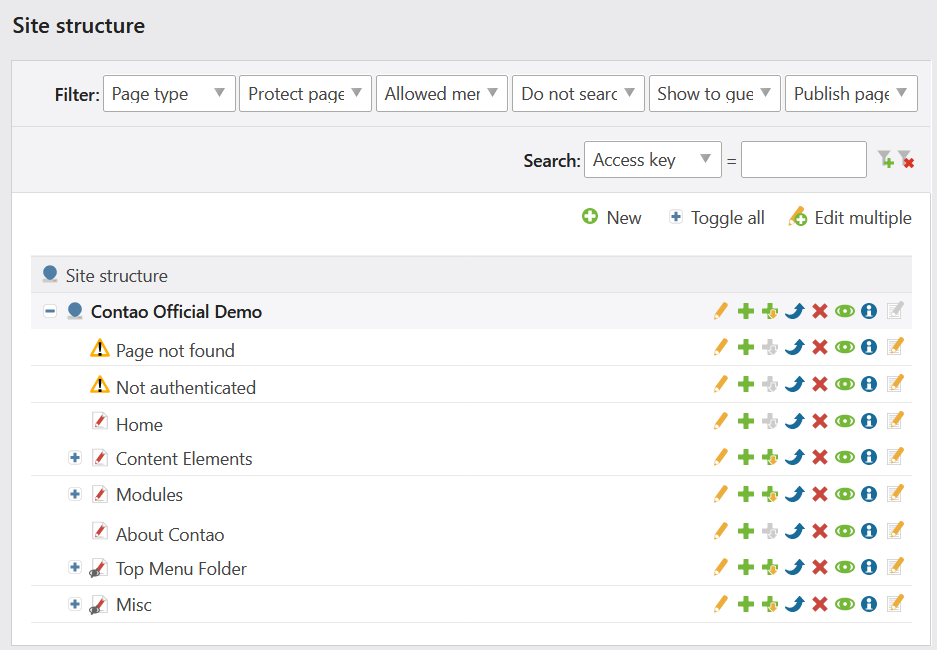 Site structure
Filter: Page type Protect page Allowed mer Do not searc Show to gue Publish page
Search: Access key =
New Toggle all Edit multiple
Site structure
Contao Official Demo
Page not found
Not authenticated
Home
Content Elements
Modules
About Contao
Top Menu Folder
Misc